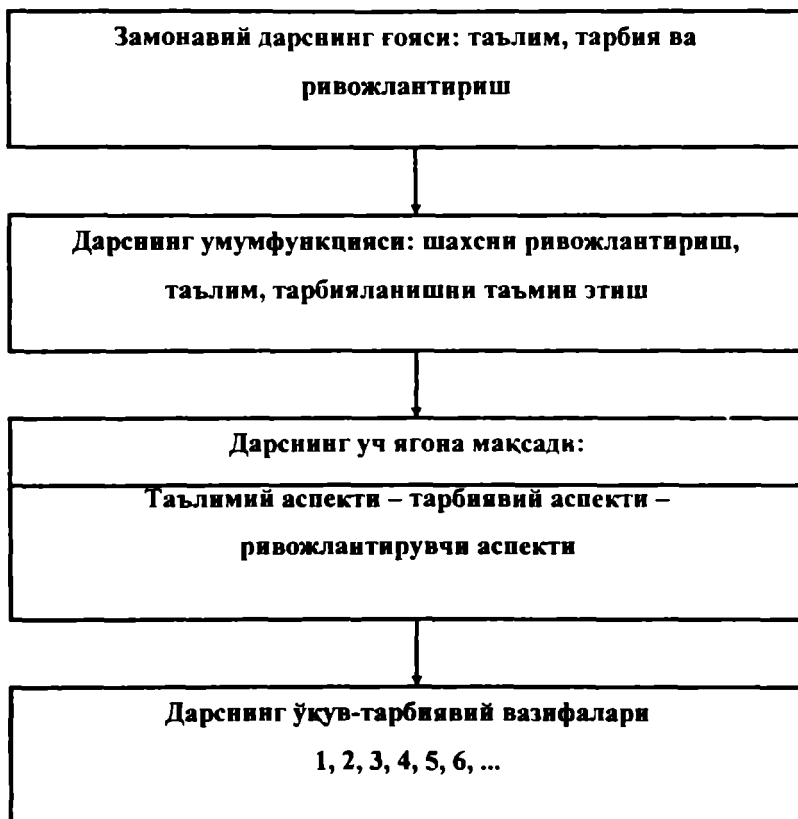 Замонавий дарснинг ғояси: таълим, тарбия ва
ривожлантириш
Дарснинг умумфункцияси: шахсни ривожлантириш,
таълим, тарбияланишни таъмин этиш
Дарснинг уч ягона мақсади:
Таълимий аспекти – тарбиявий аспекти –
ривожлантирувчи аспекти
Дарснинг ўқув-тарбиявий вазифалари
1, 2, 3, 4, 5, 6, ...